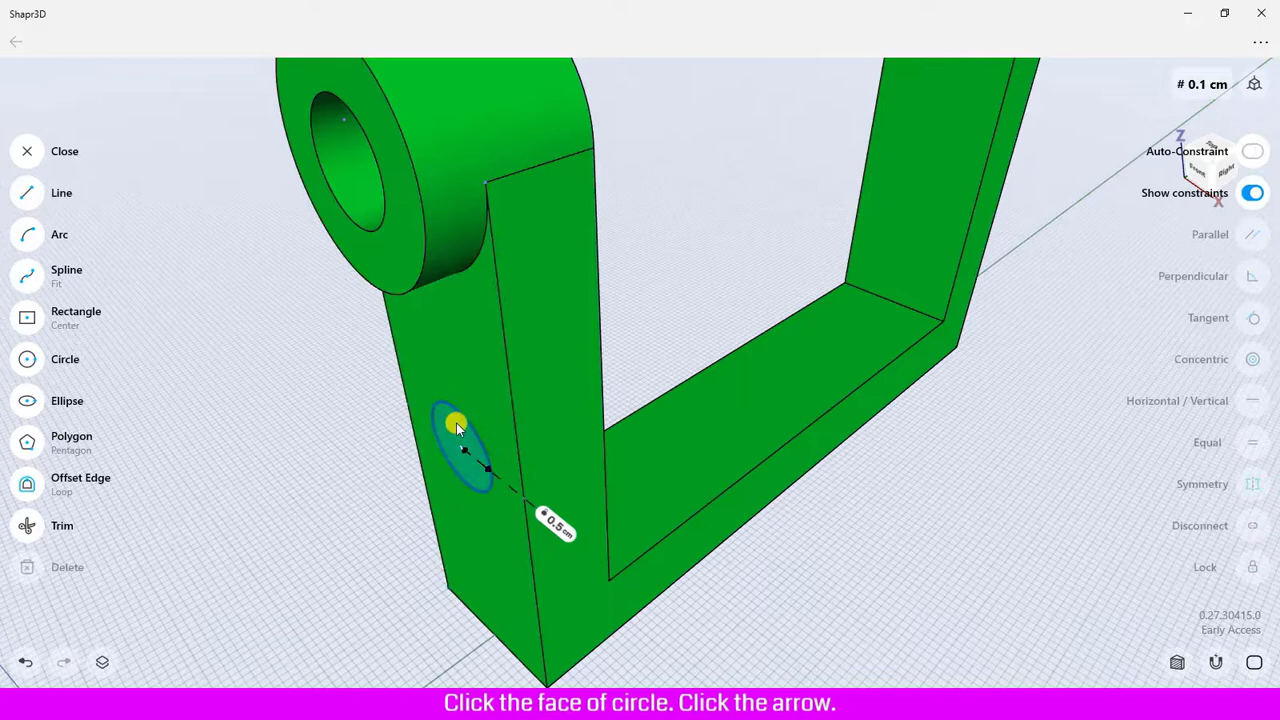 Shapr3D
# 0.1 cm
Close
Auto-Constraint
Z
Front
Right
X
Line
Show constraints
Arc
Parallel
Spline
Fit
Perpendicular
Rectangle
Center
Tangent
Circle
Concentric
Ellipse
Horizontal / Vertical
Polygon
Pentagon
Equal
Offset Edge
Loop
Symmetry
0.5 cm
Trim
Disconnect
Delete
Lock
0.27.30415.0
Early Access
Click the face of circle. Click the arrow.